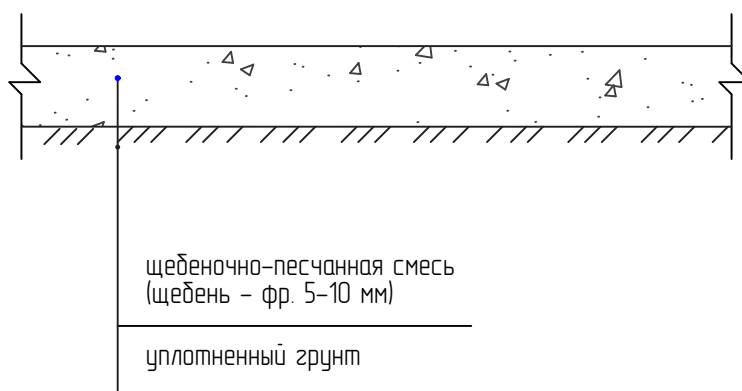 щебеночно-песчанная смесь
(щебень - фр. 5-10 мм)
уплотненный грунт